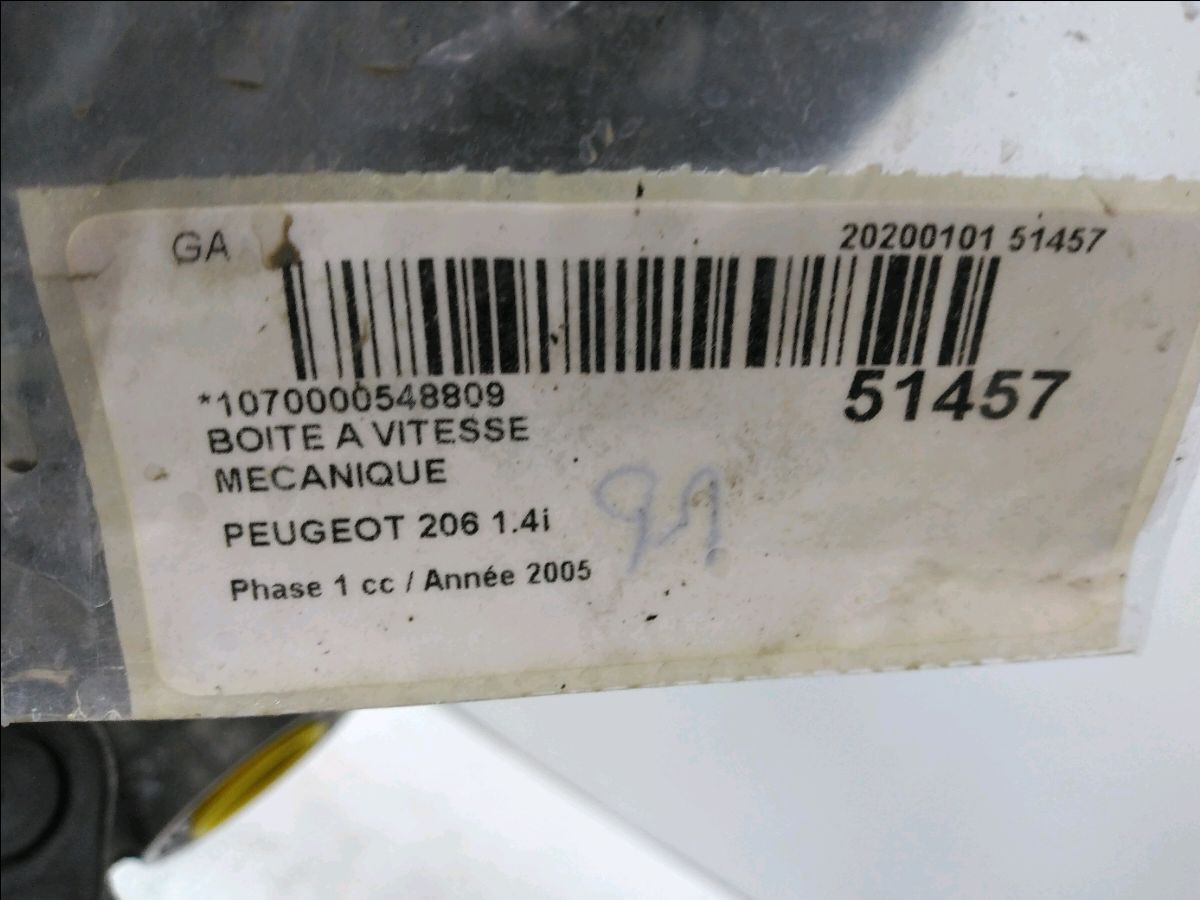 GA
20200101 51457
*1070000548809
51457
BOITE A VITESSE
MECANIQUE
PEUGEOT 206 1.4i
Phase 1 cc / Année 2005